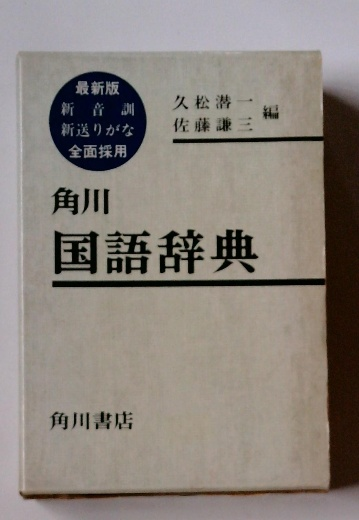 最新版
新音訓
新送りがな
全面採用
久松潜一
佐藤謙三
編
角川
国語辞典
角川書店